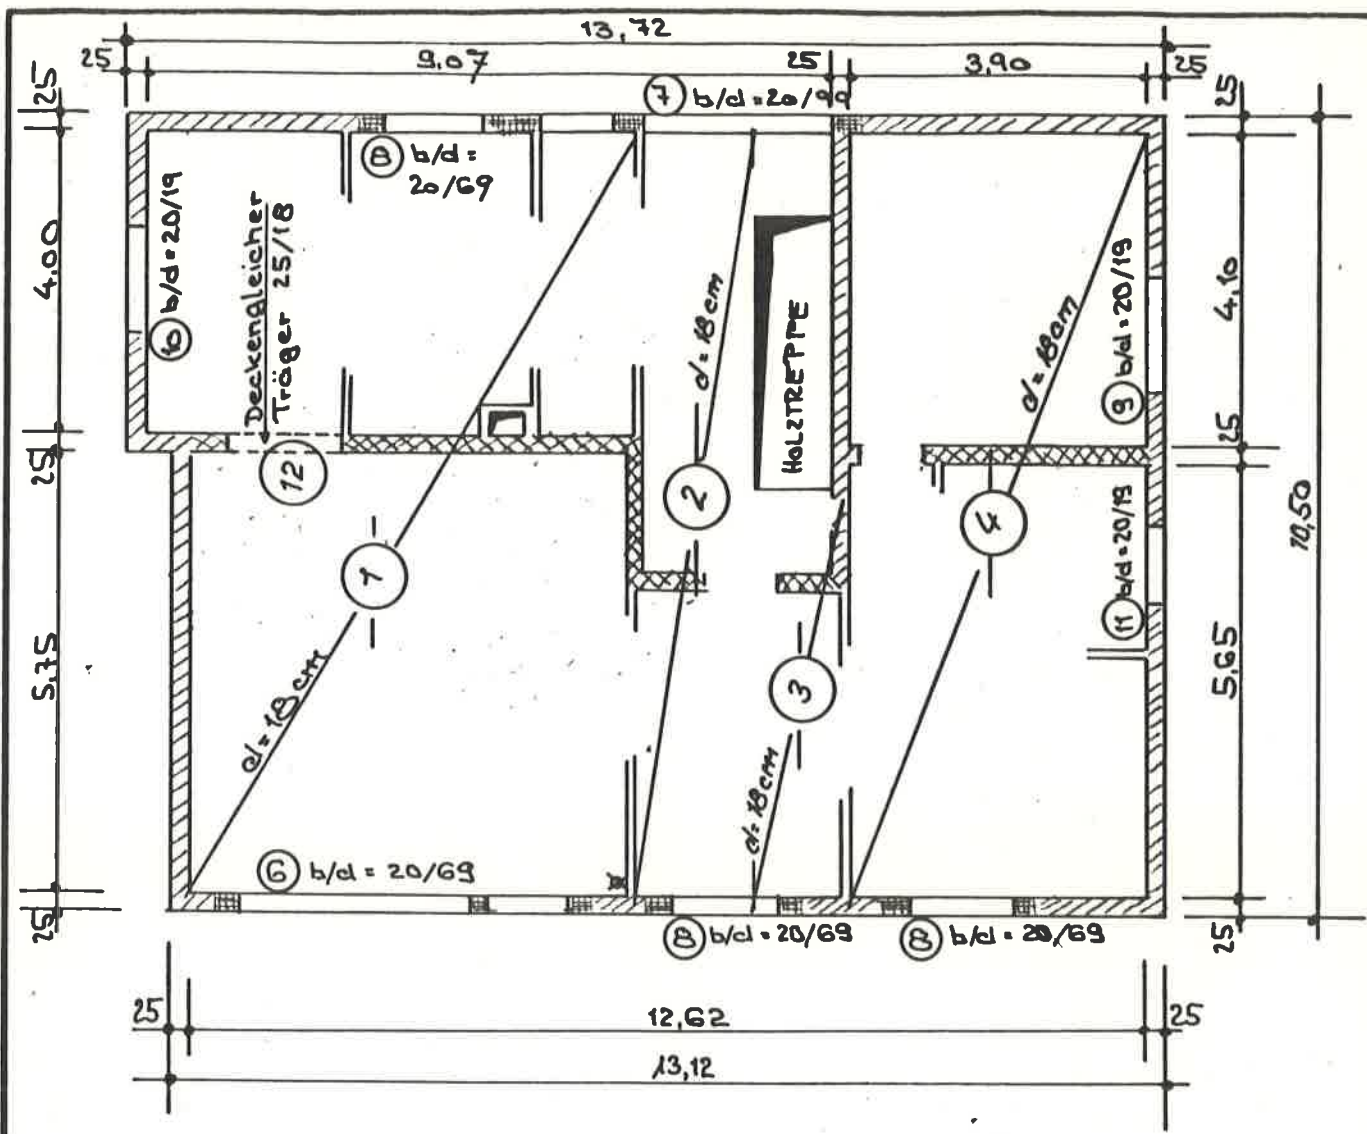 13,72
25
9,07
25
3,90
25
7 b/d = 20/99
25
4.00
25
5,75
25
8 b/d =
20/69
10 b/d = 20/19
Deckengleicher
Träger 25/18
12
d = 18 cm
HOLZTREPPE
2
d = 18 cm
9 b/d = 20/19
4
11 b/d = 20/19
25
4,10
25
5,65
25
10,50
1
d = 18 cm
3
d = 18 cm
6 b/d = 20/69
8 b/d = 20/69
8 b/d = 20/69
25
12,62
25
13,12